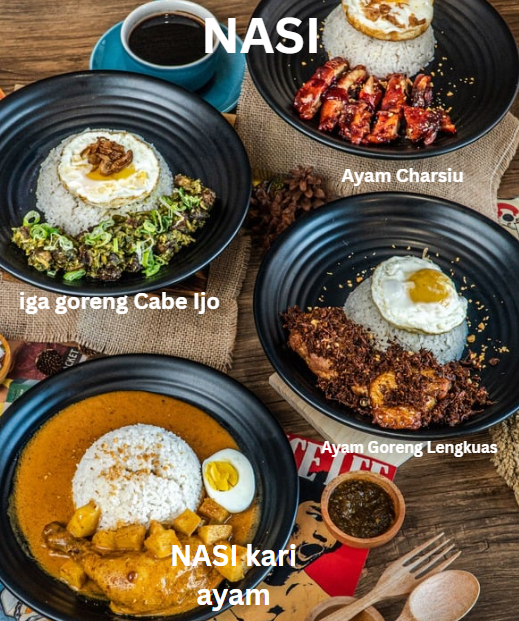 NASI
Ayam Charsiu
iga goreng Cabe Ijo
Ayam Goreng Lengkuas
NASI kari
ayam